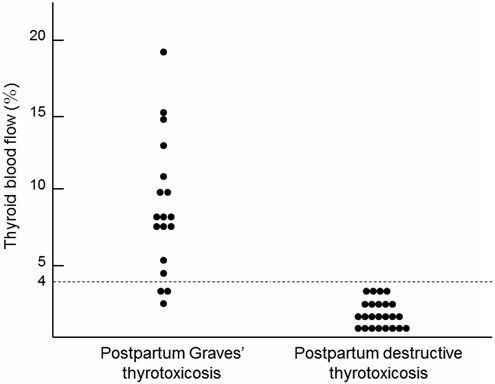 Thyroid blood flow (%)
20
15
10
5
4
Postpartum Graves'
thyrotoxicosis
Postpartum destructive
thyrotoxicosis